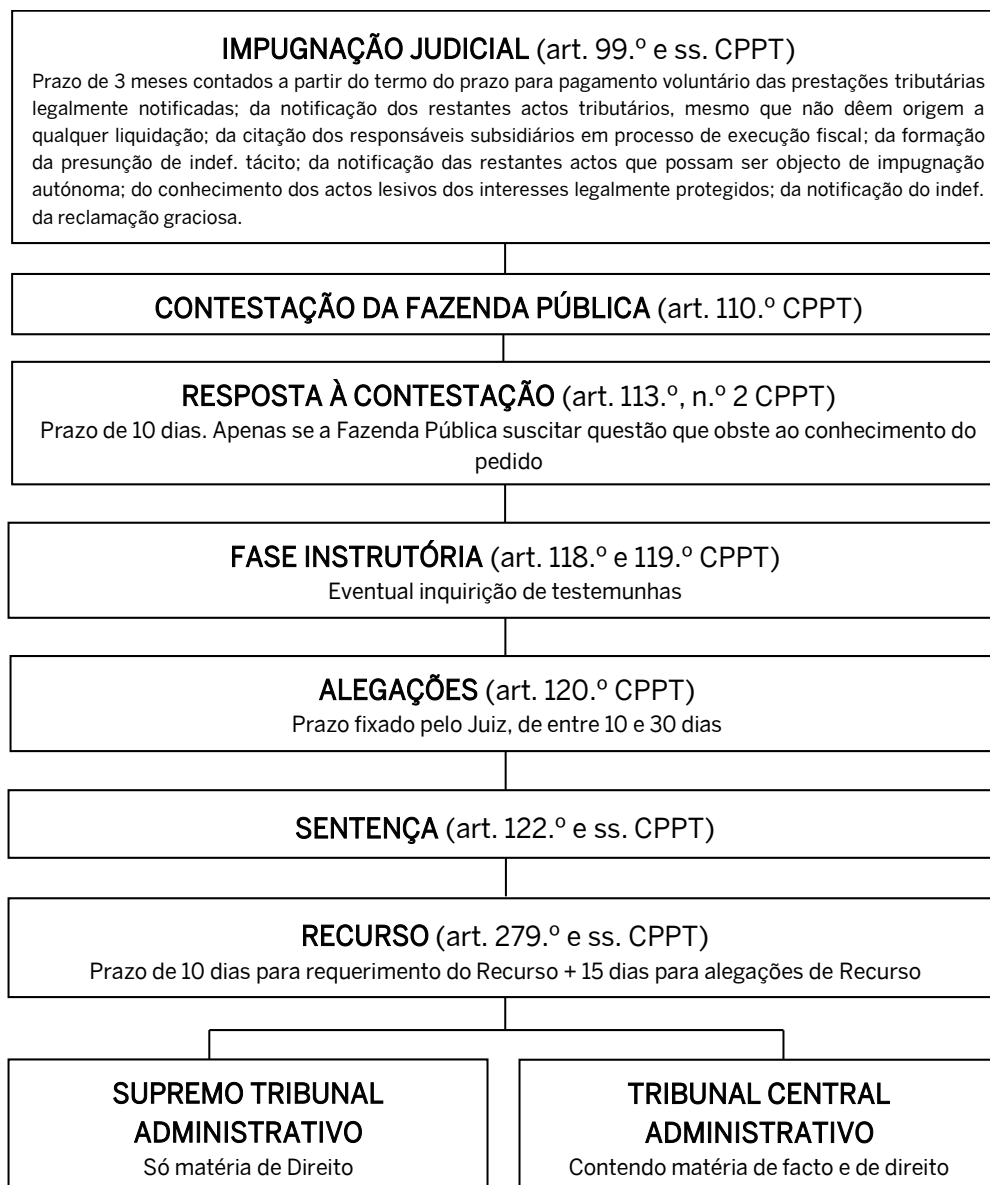 IMPUGNAÇÃO JUDICIAL (art. 99.º e ss. CPPT)
Prazo de 3 meses contados a partir do termo do prazo para pagamento voluntário das prestações tributárias
legalmente notificadas; da notificação dos restantes actos tributários, mesmo que não dêem origem a
qualquer liquidação; da citação dos responsáveis subsidiários em processo de execução fiscal; da formação
da presunção de indef. tácito; da notificação das restantes actos que possam ser objecto de impugnação
autónoma; do conhecimento dos actos lesivos dos interesses legalmente protegidos; da notificação do indef.
da reclamação graciosa.
CONTESTAÇÃO DA FAZENDA PÚBLICA (art. 110.º CPPT)
RESPOSTA À CONTESTAÇÃO (art. 113.º, n.º 2 CPPT)
Prazo de 10 dias. Apenas se a Fazenda Pública suscitar questão que obste ao conhecimento do
pedido
FASE INSTRUTÓRIA (art. 118.º e 119.º CPPT)
Eventual inquirição de testemunhas
ALEGAÇÕES (art. 120.º CPPT)
Prazo fixado pelo Juiz, de entre 10 e 30 dias
SENTENÇA (art. 122.º e ss. CPPT)
RECURSO (art. 279.º e ss. CPPT)
Prazo de 10 dias para requerimento do Recurso + 15 dias para alegações de Recurso
SUPREMO TRIBUNAL
ADMINISTRATIVO
Só matéria de Direito
TRIBUNAL CENTRAL
ADMINISTRATIVO
Contendo matéria de facto e de direito